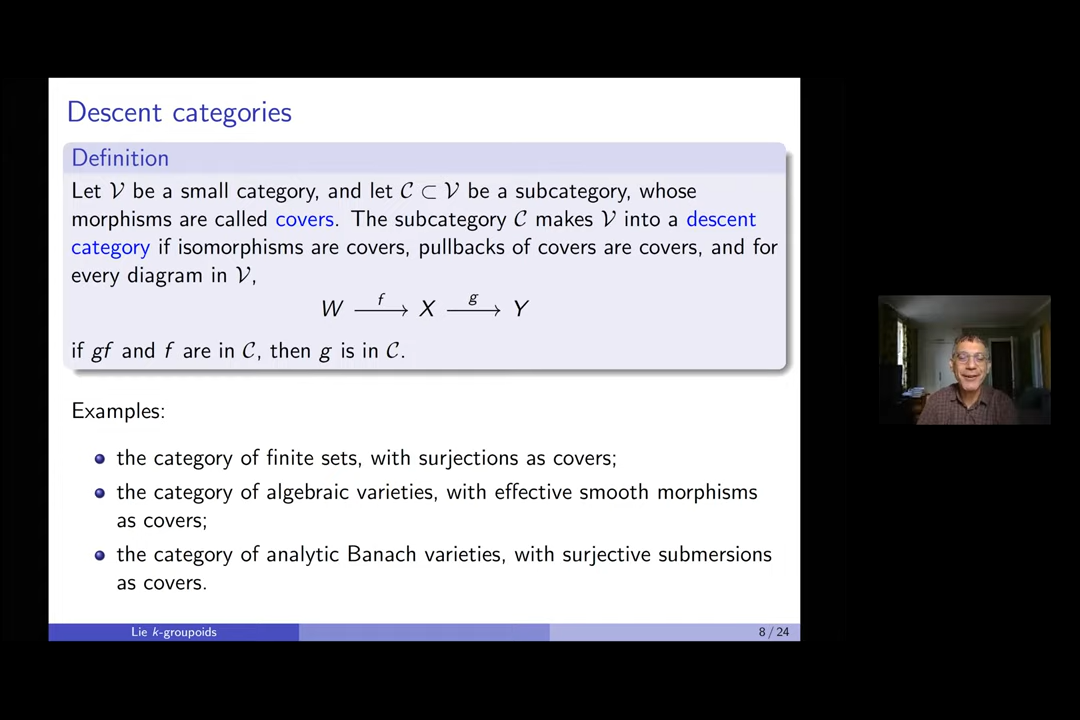 Descent categories
Definition
Let 𝒱 be a small category, and let 𝒞 ⊂ 𝒱 be a subcategory, whose
morphisms are called covers. The subcategory 𝒞 makes 𝒱 into a descent
category if isomorphisms are covers, pullbacks of covers are covers, and for
every diagram in 𝒱,
W —f→ X —g→ Y
if gf and f are in 𝒞, then g is in 𝒞.
Examples:
the category of finite sets, with surjections as covers;
the category of algebraic varieties, with effective smooth morphisms
as covers;
the category of analytic Banach varieties, with surjective submersions
as covers.
Lie k-groupoids
8 / 24